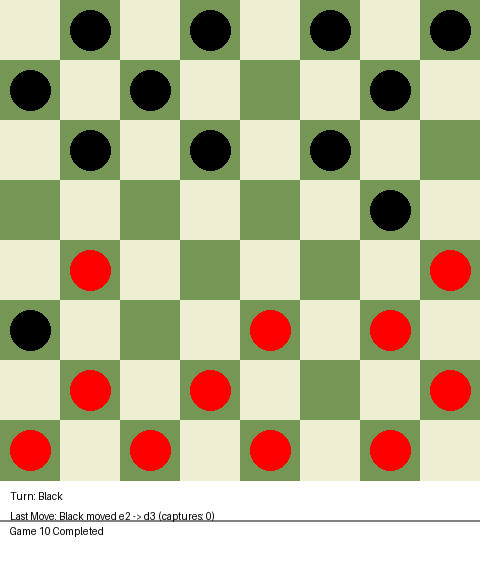 Turn: Black
Last Move: Black moved e2 -> d3 (captures: 0)
Game 10 Completed